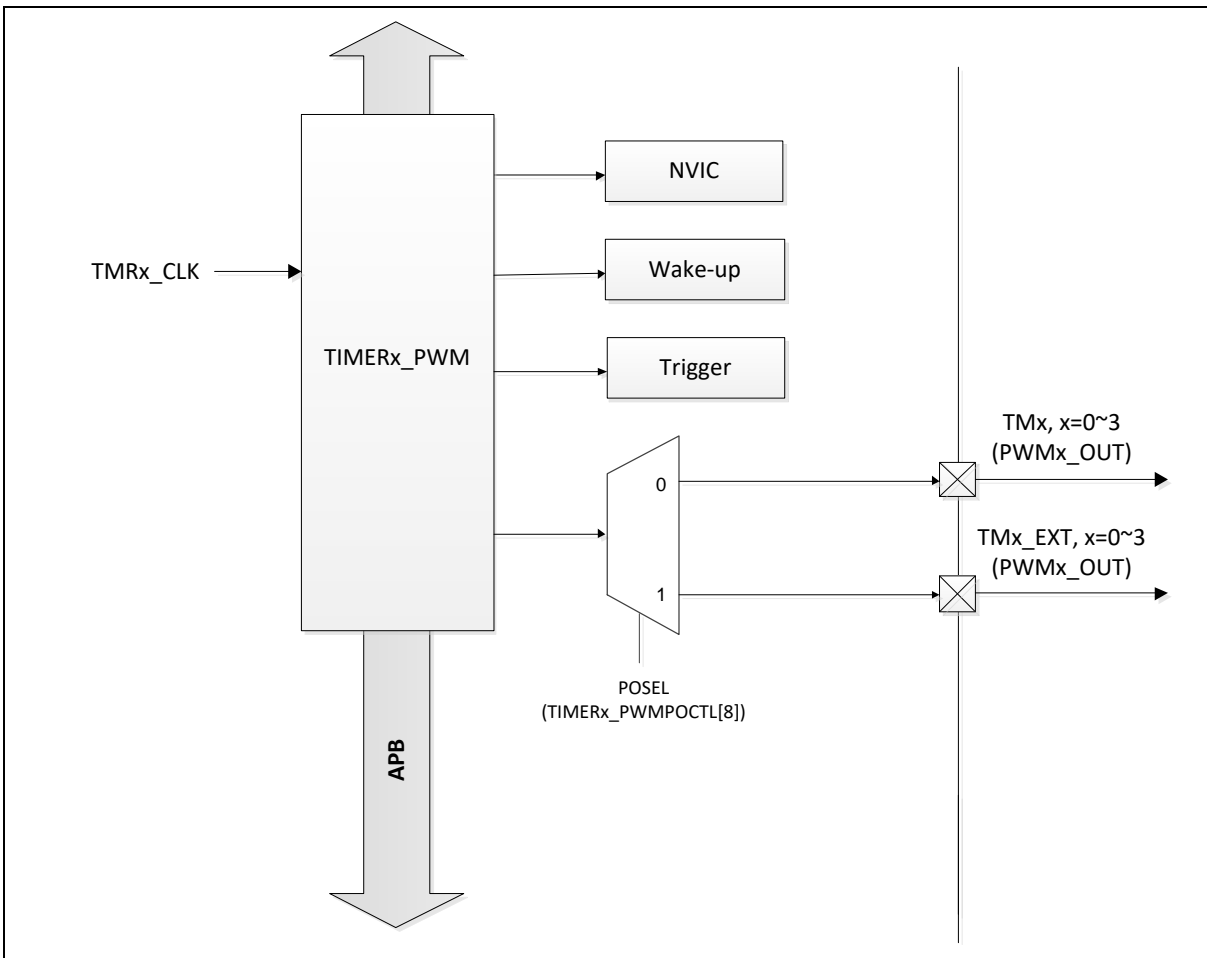 NVIC
Wake-up
TMRx_CLK
TIMERx_PWM
Trigger
TMx, x=0~3
(PWMx_OUT)
0
TMx_EXT, x=0~3
(PWMx_OUT)
1
POSEL
(TIMERx_PWMPOCTL[8])
APB